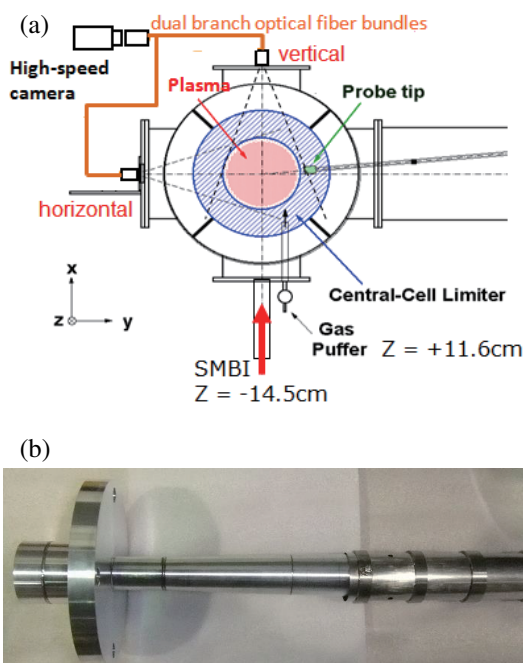 (a)
dual branch optical fiber bundles
vertical
High-speed
camera
Plasma
Probe tip
horizontal
x
z
y
Central-Cell Limiter
Gas
Puffer
Z = +11.6cm
SMBI
Z = -14.5cm
(b)